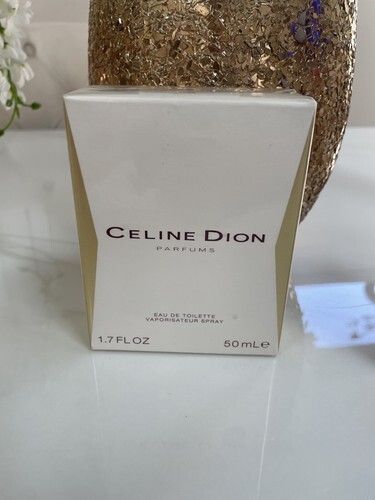 CELINE DION
PARFUMS
EAU DE TOILETTE
VAPORISATEUR SPRAY
1.7 FL OZ 50 mL e